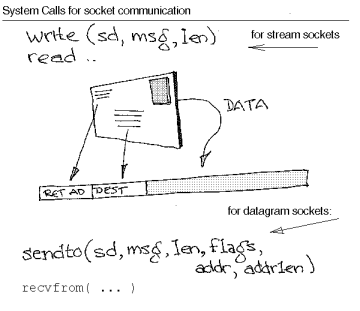 System Calls for socket communication
write (sd, msg, len)
for stream sockets
read ..
DATA
RET AD DEST
for datagram sockets:
sendto(sd, msg, len, flags,
addr, addrlen)
recvfrom( ... )